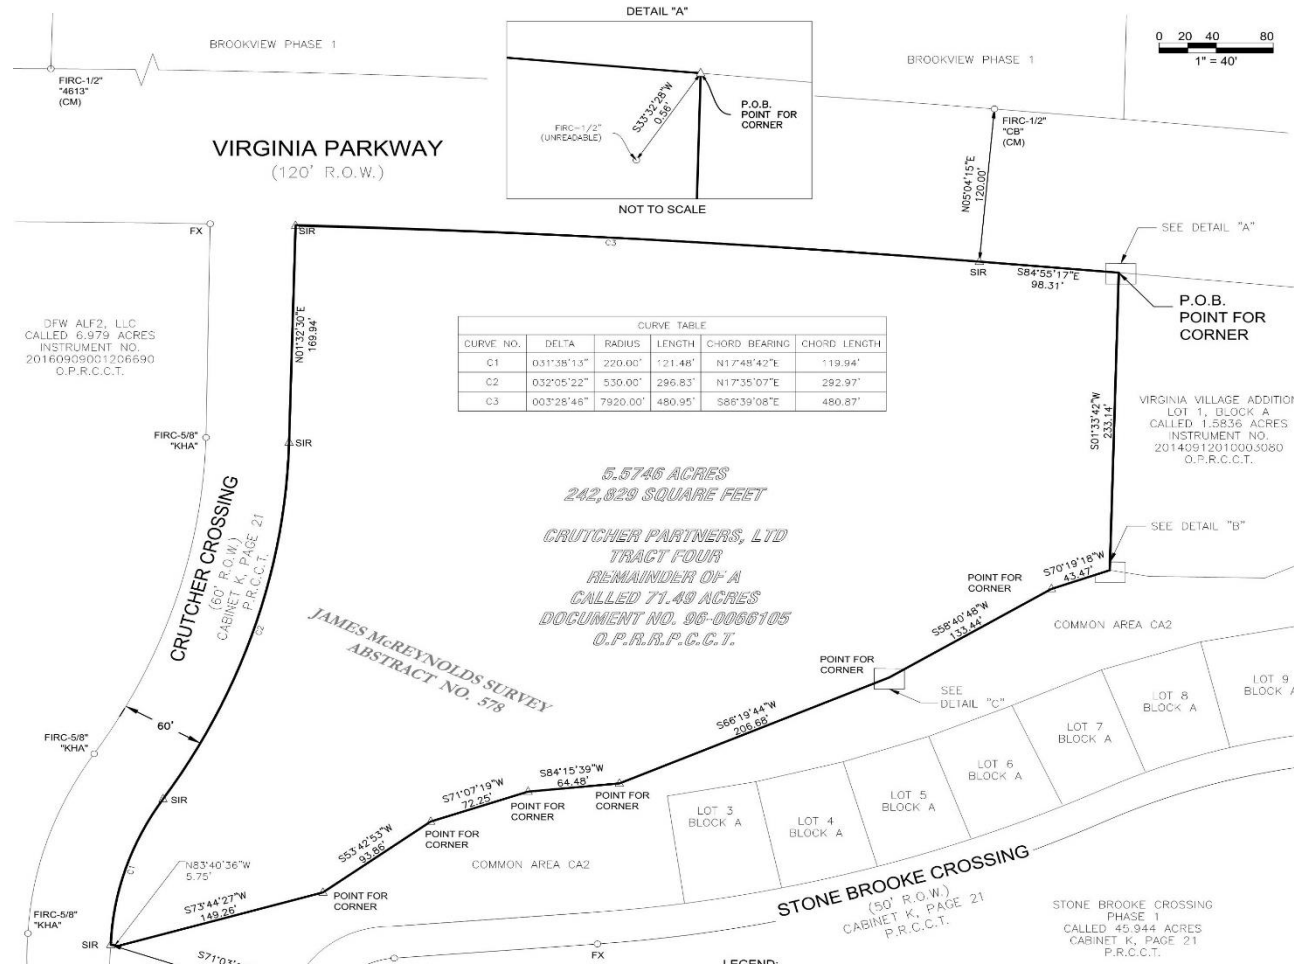 DETAIL "A"
BROOKVIEW PHASE 1
BROOKVIEW PHASE 1
0 20 40 80
1" = 40'
FIRC-1/2"
"4613"
(CM)
S33°32'28"W
0.56'
P.O.B.
POINT FOR
CORNER
FIRC-1/2"
(UNREADABLE)
FIRC-1/2"
"CB"
(CM)
VIRGINIA PARKWAY
(120' R.O.W.)
N05°04'15"E
120.00'
NOT TO SCALE
FX
SIR
C3
SEE DETAIL "A"
SIR
S84°55'17"E
98.31'
P.O.B.
POINT FOR
CORNER
DFW ALF2, LLC
CALLED 6.979 ACRES
INSTRUMENT NO.
20160909001206690
O.P.R.C.C.T.
N01°32'30"E
169.94'
CURVE TABLE
CURVE NO. DELTA RADIUS LENGTH CHORD BEARING CHORD LENGTH
C1 031°38'13" 220.00' 121.48' N17°48'42"E 119.94'
C2 032°05'22" 530.00' 296.83' N17°35'07"E 292.97'
C3 003°28'46" 7920.00' 480.95' S86°39'08"E 480.87'
S01°33'42"W
233.14'
VIRGINIA VILLAGE ADDITION
LOT 1, BLOCK A
CALLED 1.5836 ACRES
INSTRUMENT NO.
20140912010003080
O.P.R.C.C.T.
FIRC-5/8"
"KHA"
SIR
5.5746 ACRES
242,829 SQUARE FEET
CRUTCHER PARTNERS, LTD
TRACT FOUR
REMAINDER OF A
CALLED 71.49 ACRES
DOCUMENT NO. 96-0066105
O.P.R.R.P.C.C.T.
CRUTCHER CROSSING
(60' R.O.W.)
CABINET K, PAGE 21
P.R.C.C.T.
C2
SEE DETAIL "B"
S70°19'18"W
43.47'
POINT FOR
CORNER
JAMES McREYNOLDS SURVEY
ABSTRACT NO. 578
S58°40'48"W
133.44'
COMMON AREA CA2
POINT FOR
CORNER
SEE
DETAIL "C"
60'
FIRC-5/8"
"KHA"
S66°19'44"W
206.68'
LOT 9
BLOCK A
LOT 8
BLOCK A
LOT 7
BLOCK A
LOT 6
BLOCK A
LOT 5
BLOCK A
LOT 4
BLOCK A
LOT 3
BLOCK A
SIR
S84°15'39"W
64.48'
S71°07'19"W
72.25'
POINT FOR
CORNER
POINT FOR
CORNER
POINT FOR
CORNER
S53°42'53"W
93.86'
COMMON AREA CA2
C1
N83°40'36"W
5.75'
POINT FOR
CORNER
S73°44'27"W
149.26'
STONE BROOKE CROSSING
(50' R.O.W.)
CABINET K, PAGE 21
P.R.C.C.T.
STONE BROOKE CROSSING
PHASE 1
CALLED 45.944 ACRES
CABINET K, PAGE 21
P.R.C.C.T.
FIRC-5/8"
"KHA"
SIR
FX
LEGEND: